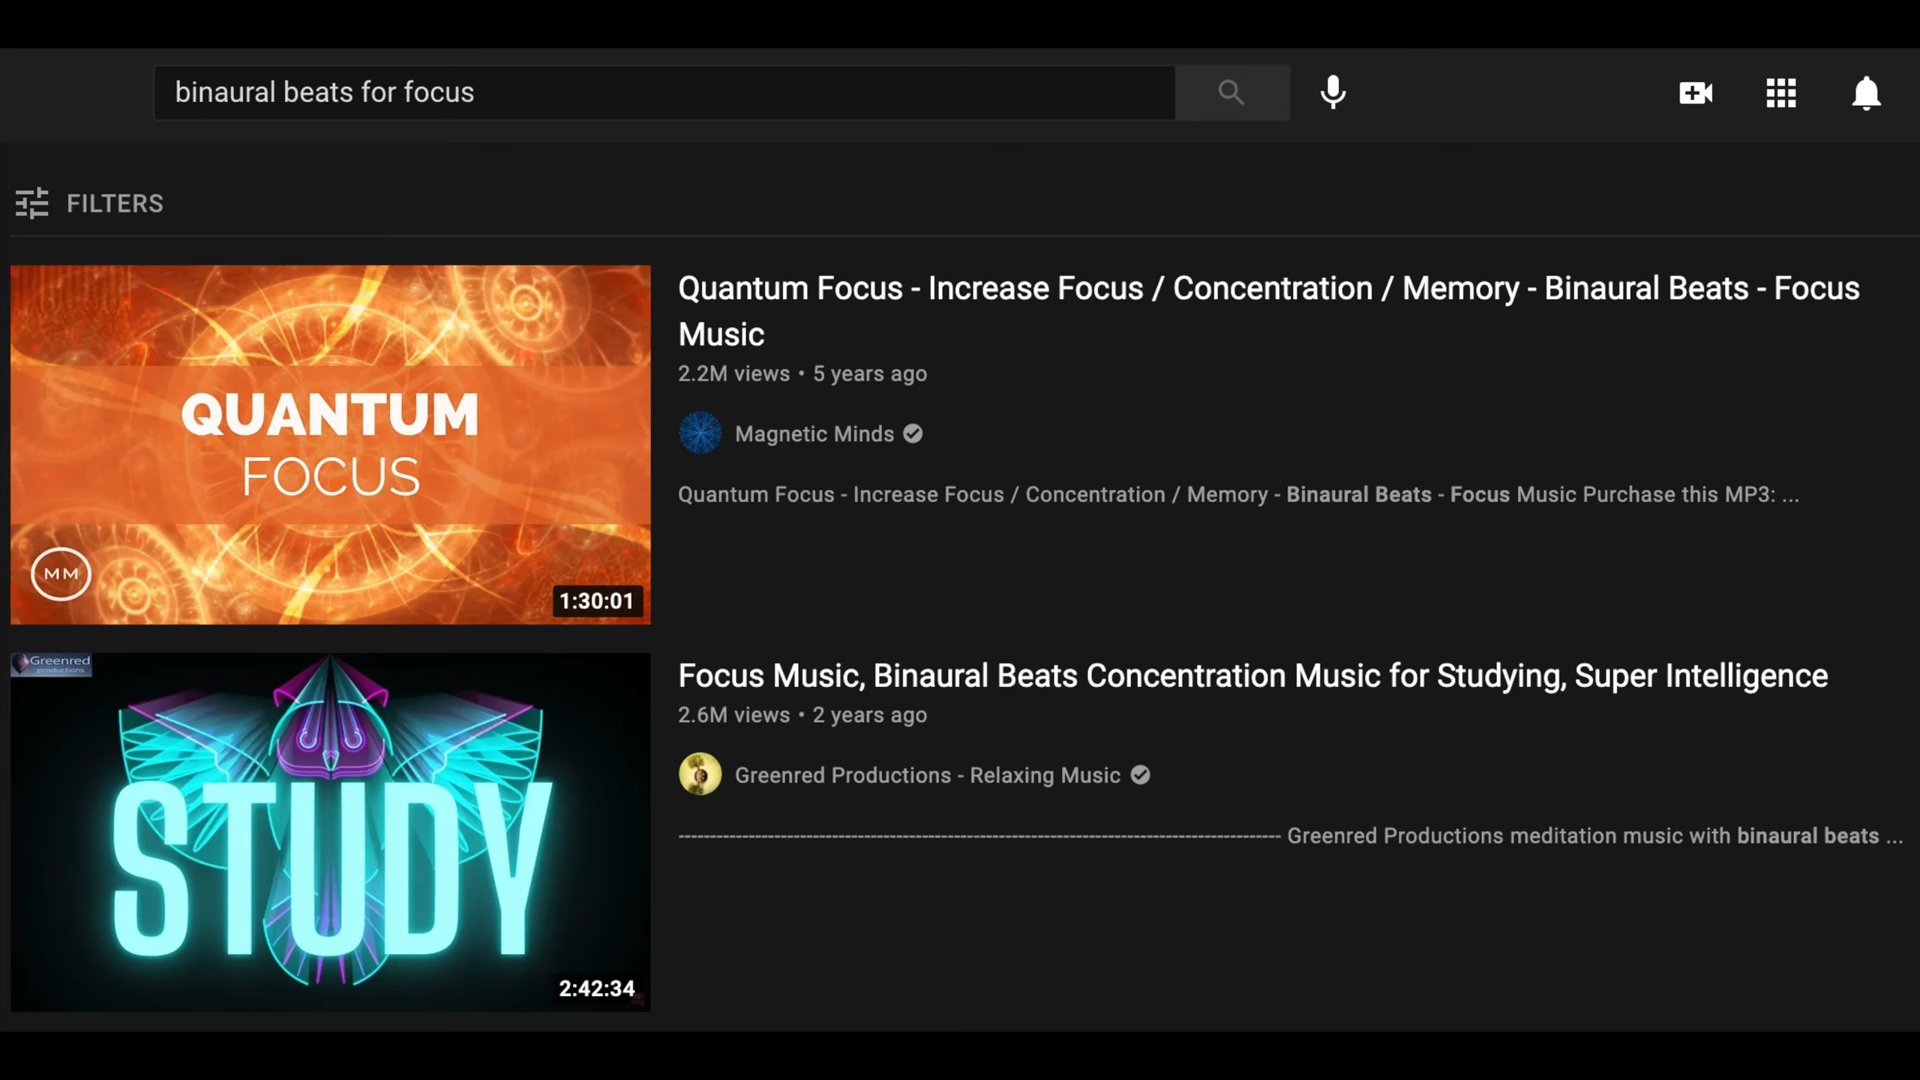 binaural beats for focus
FILTERS
QUANTUM
FOCUS
MM
1:30:01
Quantum Focus - Increase Focus / Concentration / Memory - Binaural Beats - Focus
Music
2.2M views • 5 years ago
Magnetic Minds
Quantum Focus - Increase Focus / Concentration / Memory - Binaural Beats - Focus Music Purchase this MP3: ...
Greenred
productions
STUDY
2:42:34
Focus Music, Binaural Beats Concentration Music for Studying, Super Intelligence
2.6M views • 2 years ago
Greenred Productions - Relaxing Music
---------------------------------------------------------------------------------------------- Greenred Productions meditation music with binaural beats ...